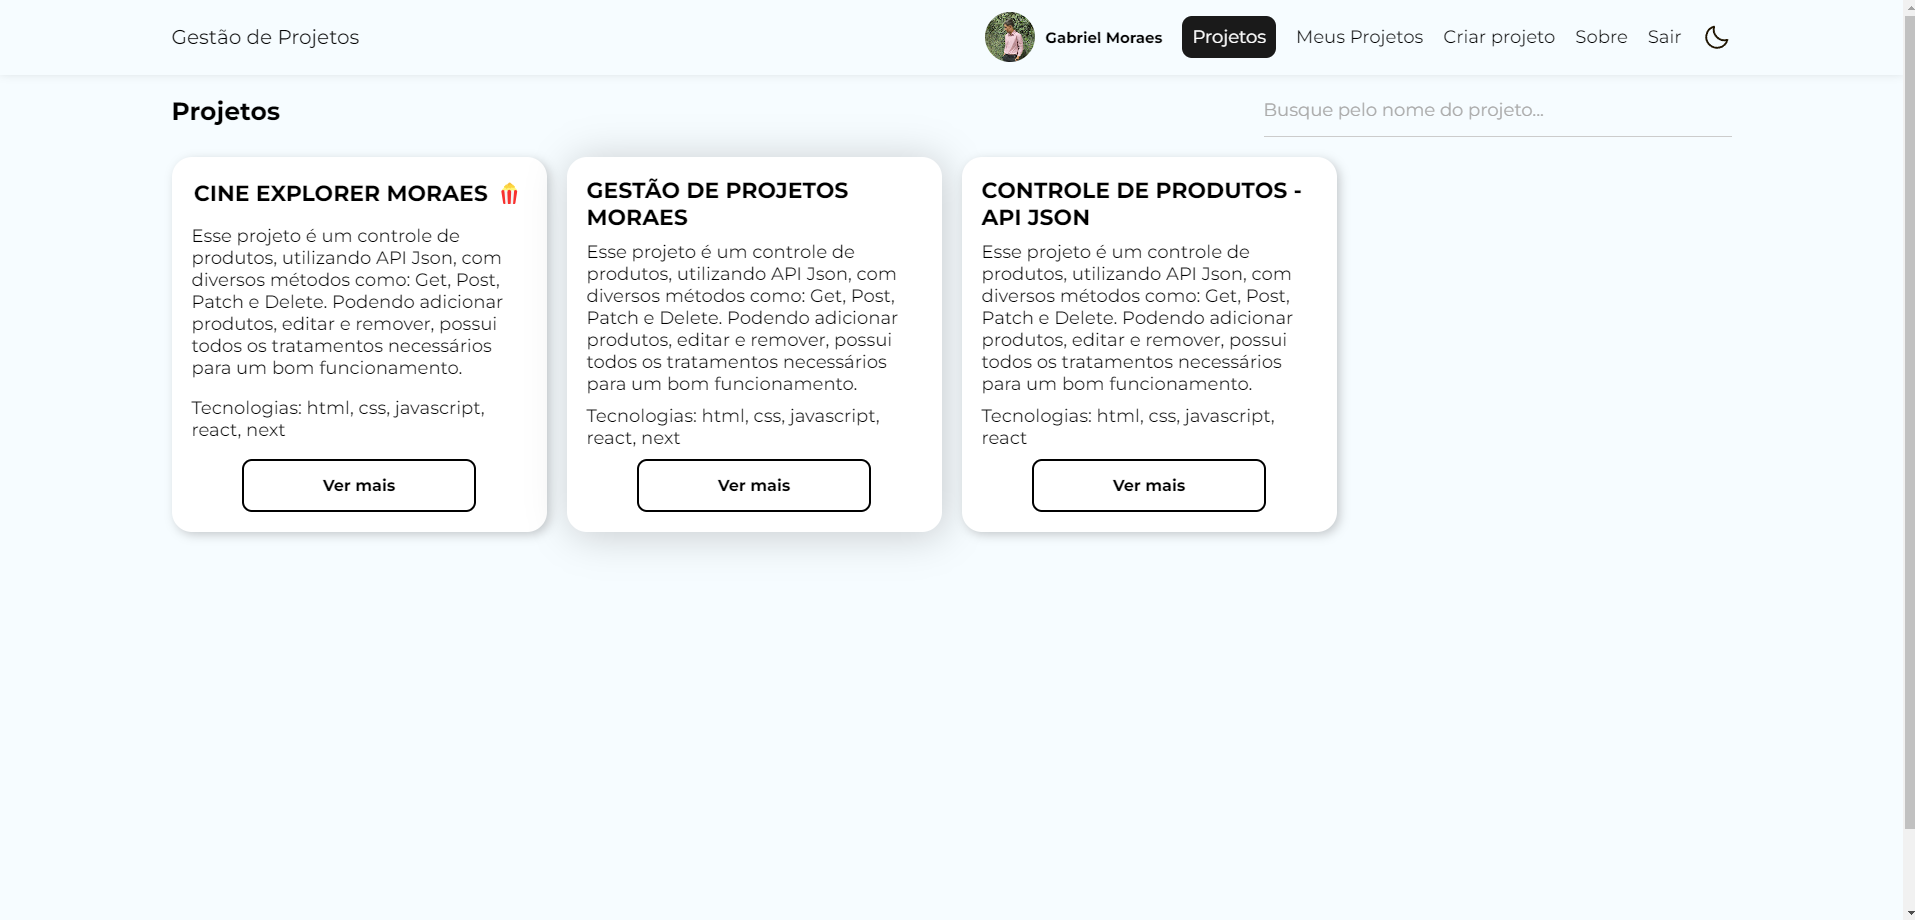 Gestão de Projetos
Gabriel Moraes
Projetos
Meus Projetos
Criar projeto
Sobre
Sair
Projetos
Busque pelo nome do projeto...
CINE EXPLORER MORAES 🍿
Esse projeto é um controle de
produtos, utilizando API Json, com
diversos métodos como: Get, Post,
Patch e Delete. Podendo adicionar
produtos, editar e remover, possui
todos os tratamentos necessários
para um bom funcionamento.
Tecnologias: html, css, javascript,
react, next
Ver mais
GESTÃO DE PROJETOS
MORAES
Esse projeto é um controle de
produtos, utilizando API Json, com
diversos métodos como: Get, Post,
Patch e Delete. Podendo adicionar
produtos, editar e remover, possui
todos os tratamentos necessários
para um bom funcionamento.
Tecnologias: html, css, javascript,
react, next
Ver mais
CONTROLE DE PRODUTOS -
API JSON
Esse projeto é um controle de
produtos, utilizando API Json, com
diversos métodos como: Get, Post,
Patch e Delete. Podendo adicionar
produtos, editar e remover, possui
todos os tratamentos necessários
para um bom funcionamento.
Tecnologias: html, css, javascript,
react
Ver mais